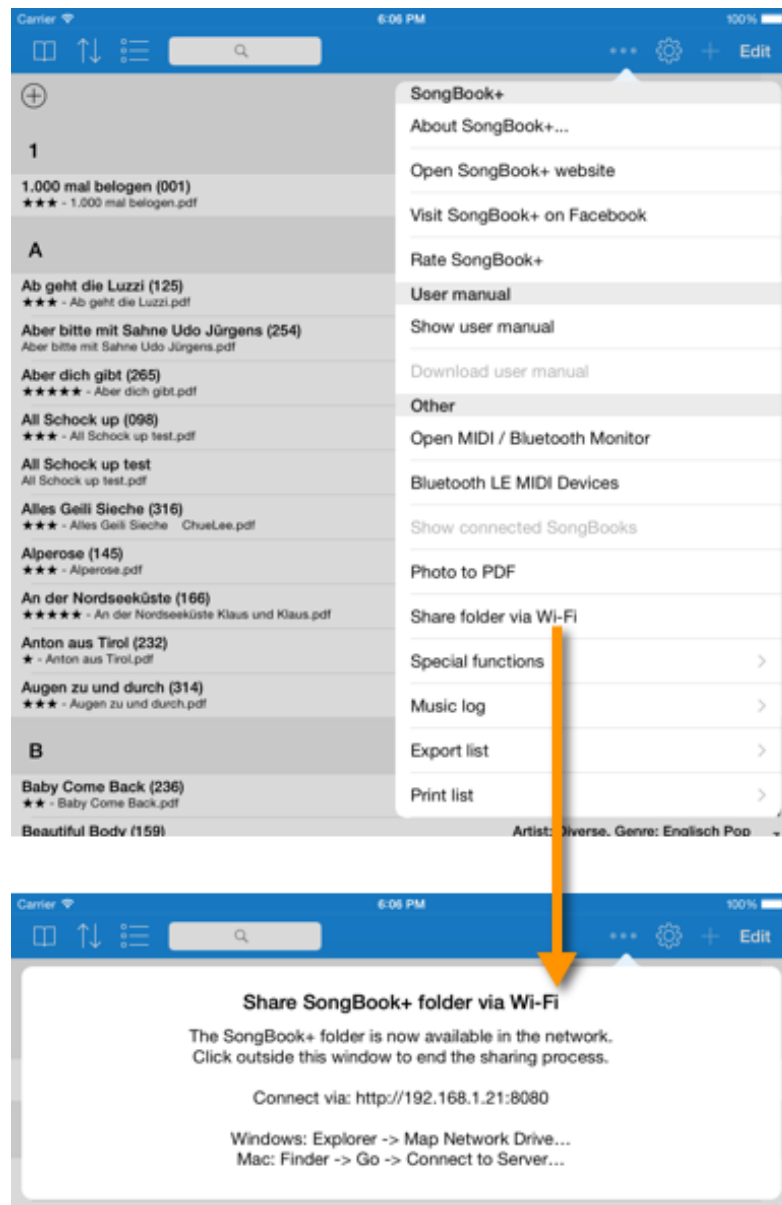 Carrier 6:06 PM 100%
Edit
1
1.000 mal belogen (001)
★★★ - 1.000 mal belogen.pdf
A
Ab geht die Luzzi (125)
★★★ - Ab geht die Luzzi.pdf
Aber bitte mit Sahne Udo Jürgens (254)
Aber bitte mit Sahne Udo Jürgens.pdf
Aber dich gibt (265)
★★★★★ - Aber dich gibt.pdf
All Schock up (098)
★★★ - All Schock up test.pdf
All Schock up test
All Schock up test.pdf
Alles Geili Sieche (316)
★★★ - Alles Geili Sieche ChueLee.pdf
Alperose (145)
★★★ - Alperose.pdf
An der Nordseeküste (166)
★★★★★ - An der Nordseeküste Klaus und Klaus.pdf
Anton aus Tirol (232)
★ - Anton aus Tirol.pdf
Augen zu und durch (314)
★★★ - Augen zu und durch.pdf
B
Baby Come Back (236)
★★ - Baby Come Back.pdf
Beautiful Body (159)
Artist: Diverse, Genre: Englisch Pop
SongBook+
About SongBook+...
Open SongBook+ website
Visit SongBook+ on Facebook
Rate SongBook+
User manual
Show user manual
Download user manual
Other
Open MIDI / Bluetooth Monitor
Bluetooth LE MIDI Devices
Show connected SongBooks
Photo to PDF
Share folder via Wi-Fi
Special functions
Music log
Export list
Print list
Carrier 6:06 PM 100%
Edit
Share SongBook+ folder via Wi-Fi
The SongBook+ folder is now available in the network.
Click outside this window to end the sharing process.
Connect via: http://192.168.1.21:8080
Windows: Explorer -> Map Network Drive...
Mac: Finder -> Go -> Connect to Server...